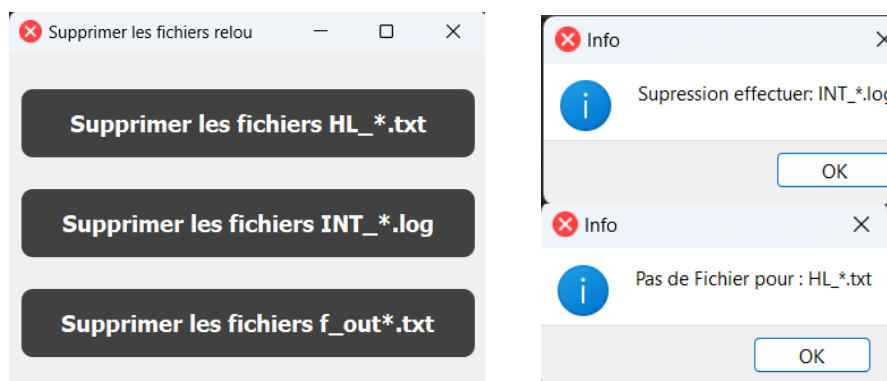 Supprimer les fichiers relou
Supprimer les fichiers HL_*.txt
Supprimer les fichiers INT_*.log
Supprimer les fichiers f_out*.txt
Info
Supression effectuer: INT_*.log
OK
Info
Pas de Fichier pour : HL_*.txt
OK